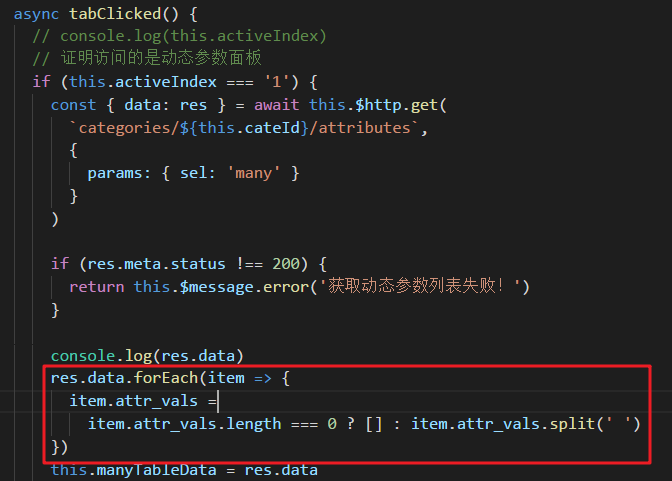 async tabClicked() {
// console.log(this.activeIndex)
// 证明访问的是动态参数面板
if (this.activeIndex === '1') {
const { data: res } = await this.$http.get(
`categories/${this.cateId}/attributes`,
{
params: { sel: 'many' }
}
)
if (res.meta.status !== 200) {
return this.$message.error('获取动态参数列表失败！')
}
console.log(res.data)
res.data.forEach(item => {
item.attr_vals =
item.attr_vals.length === 0 ? [] : item.attr_vals.split(' ')
})
this.manyTableData = res.data